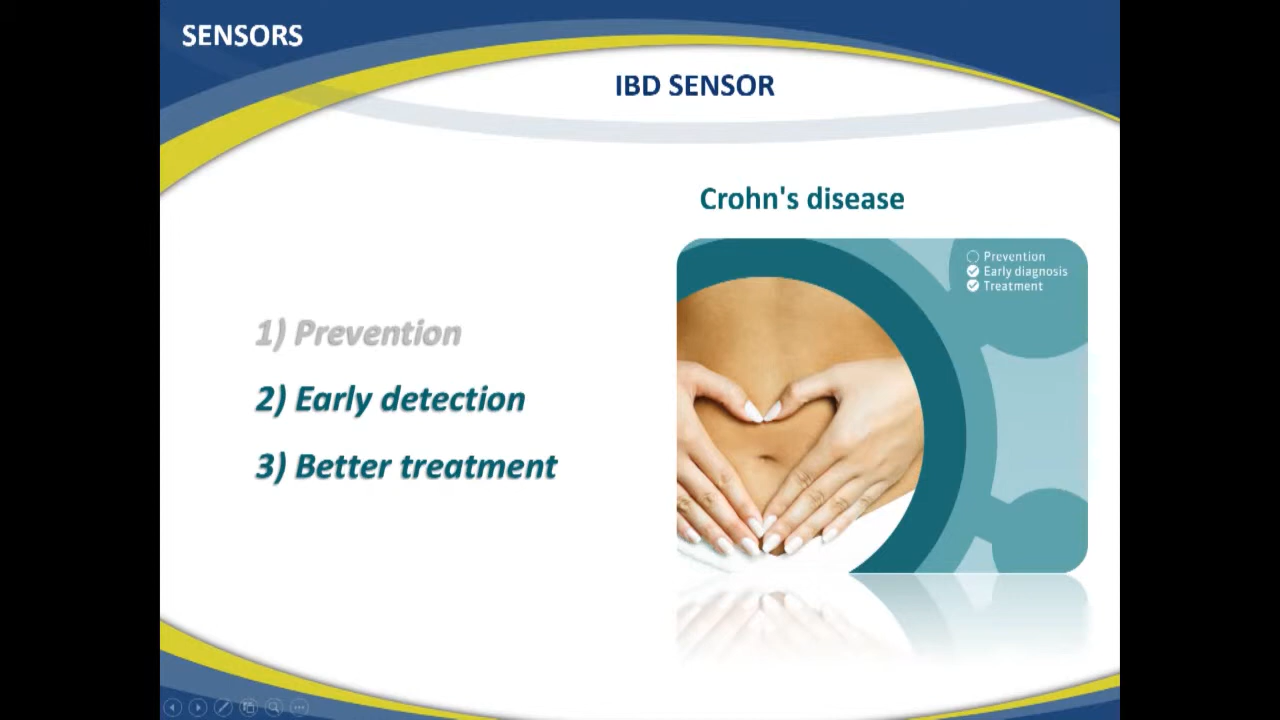 SENSORS
IBD SENSOR
Crohn's disease
Prevention
Early diagnosis
Treatment
1) Prevention
2) Early detection
3) Better treatment